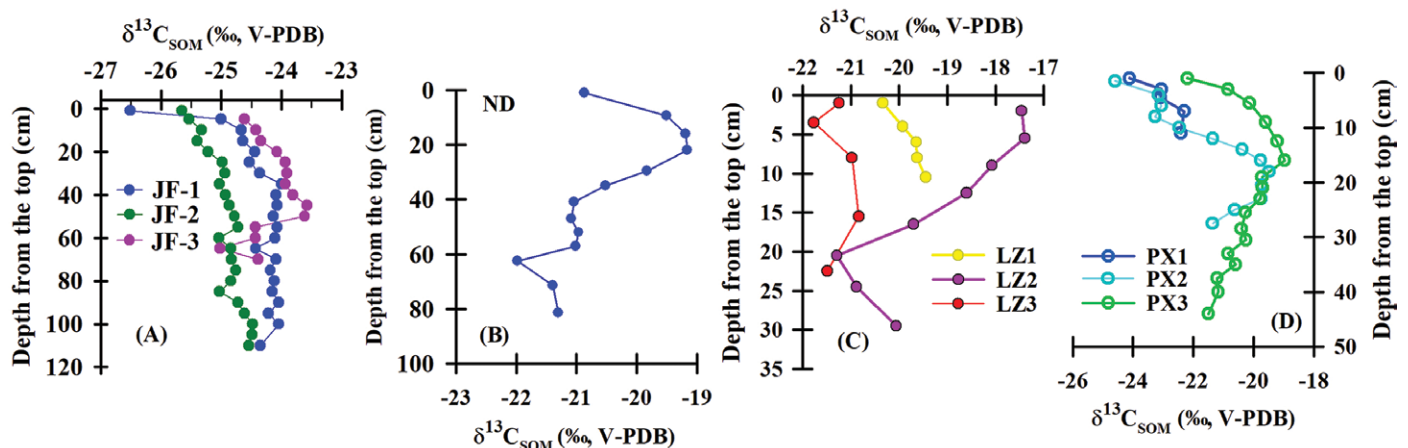 δ¹³C_SOM (‰, V-PDB)
-27 -26 -25 -24 -23
Depth from the top (cm)
0
20
40
60
80
100
120
JF-1
JF-2
JF-3
(A)
ND
Depth from the top (cm)
0
20
40
60
80
100
(B)
-23 -22 -21 -20 -19
δ¹³C_SOM (‰, V-PDB)
δ¹³C_SOM (‰, V-PDB)
-22 -21 -20 -19 -18 -17
Depth from the top (cm)
0
5
10
15
20
25
30
35
LZ1
LZ2
LZ3
(C)
PX1
PX2
PX3
(D)
0
10
20
30
40
50
Depth from the top (cm)
-26 -24 -22 -20 -18
δ¹³C_SOM (‰, V-PDB)